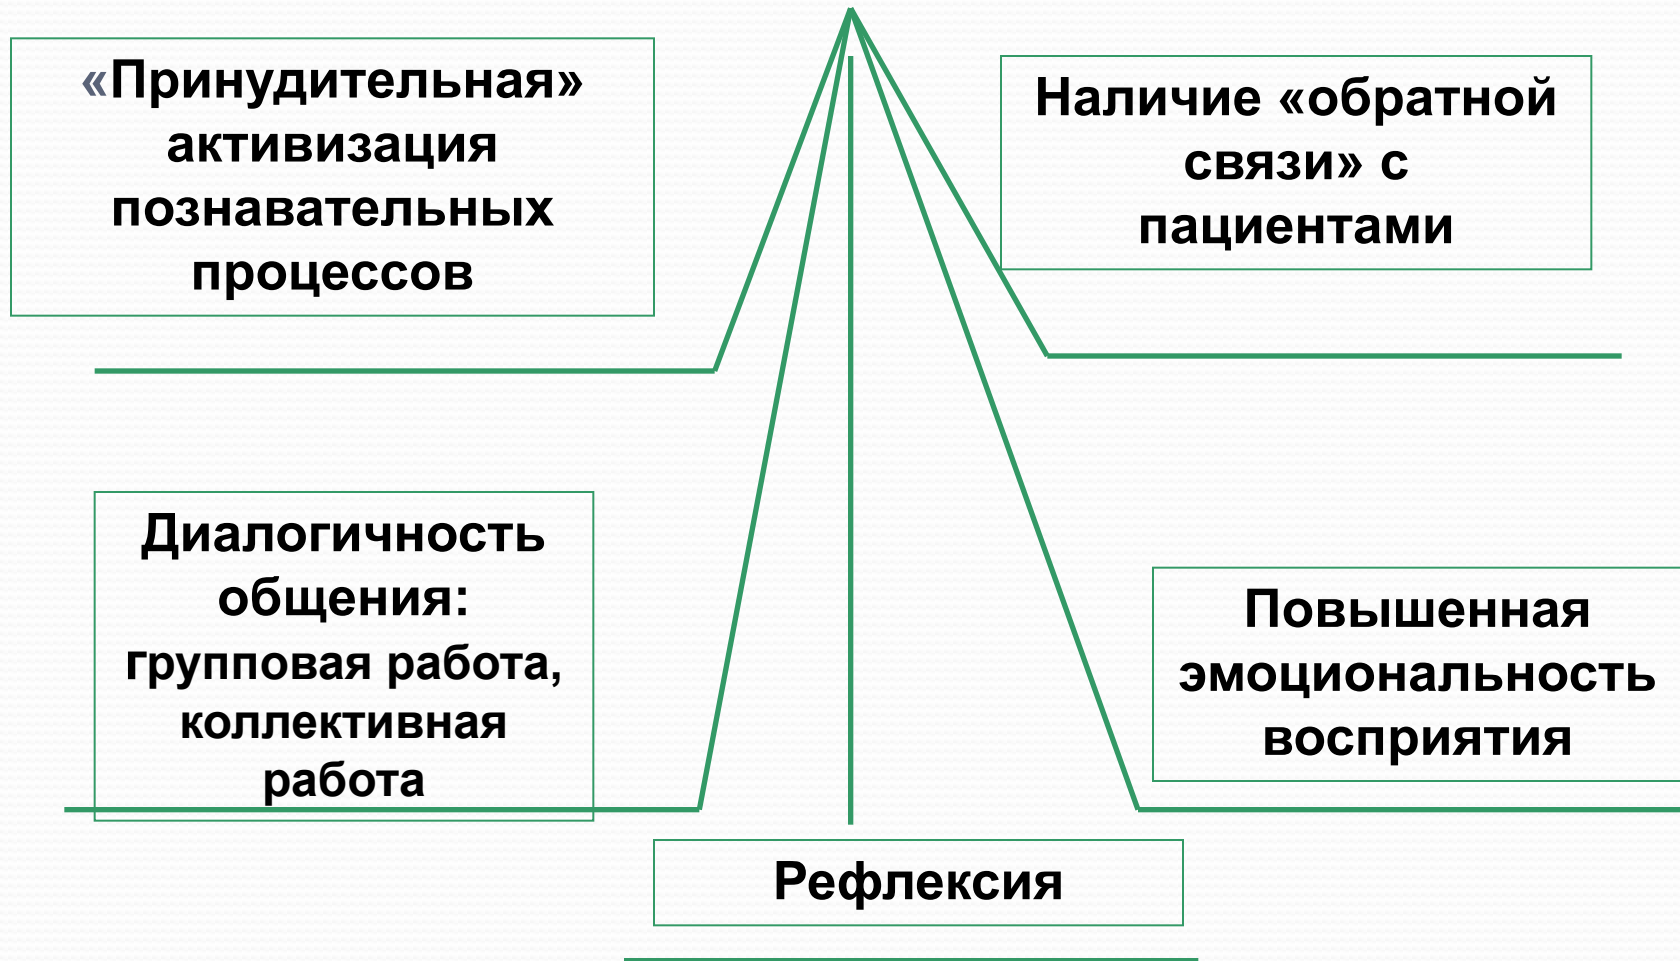 «Принудительная»
активизация
познавательных
процессов
Наличие «обратной
связи» с
пациентами
Диалогичность
общения:
групповая работа,
коллективная
работа
Повышенная
эмоциональность
восприятия
Рефлексия